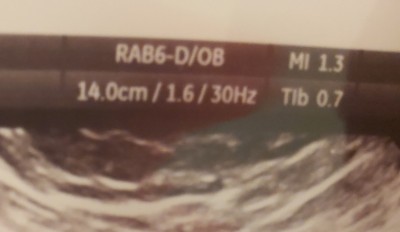 RAB6-D/OB MI 1.3
14.0cm / 1.6 / 30Hz TIb 0.7